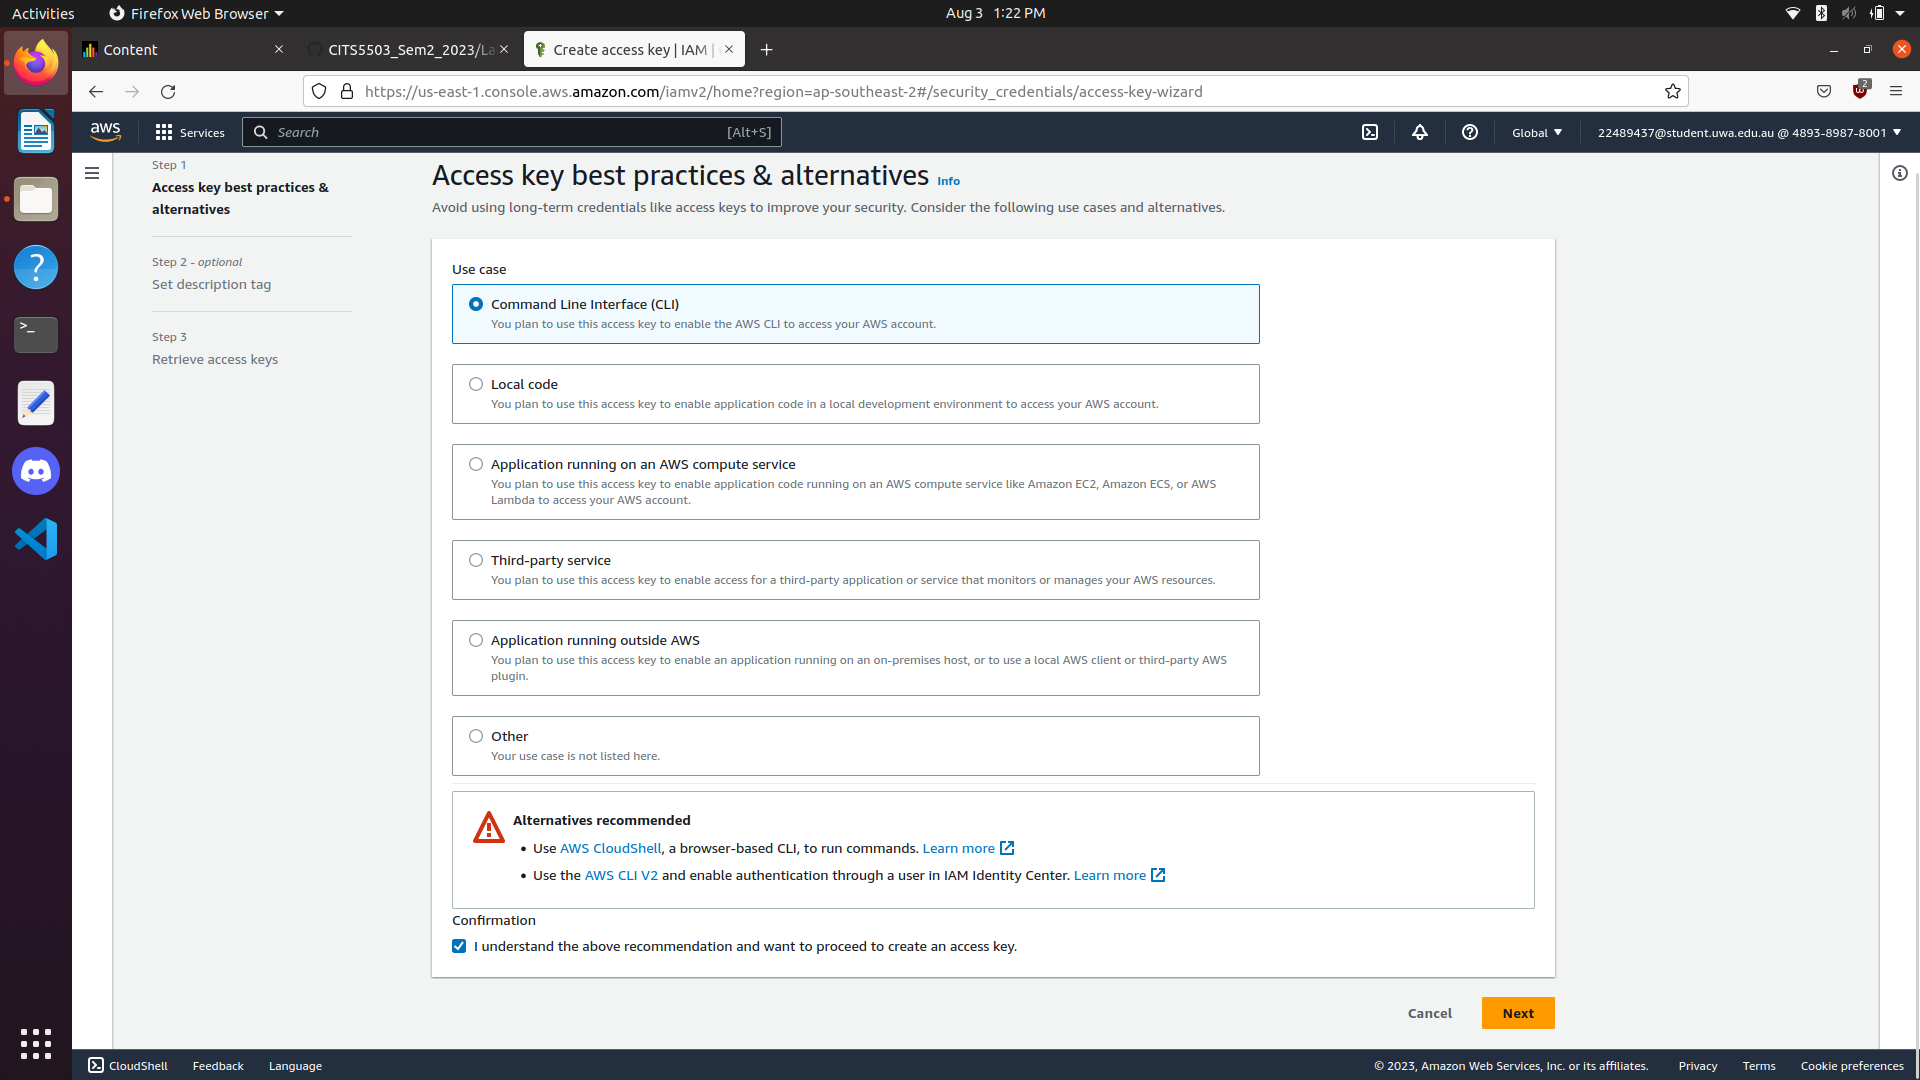 Activities
Firefox Web Browser
Aug 3 1:22 PM
Content
CITS5503_Sem2_2023/La
Create access key | IAM |
https://us-east-1.console.aws.amazon.com/iamv2/home?region=ap-southeast-2#/security_credentials/access-key-wizard
2
aws
Services
Search
[Alt+S]
Global
22489437@student.uwa.edu.au @ 4893-8987-8001
Step 1
Access key best practices &
alternatives
Step 2 - optional
Set description tag
Step 3
Retrieve access keys
Access key best practices & alternatives Info
Avoid using long-term credentials like access keys to improve your security. Consider the following use cases and alternatives.
Use case
Command Line Interface (CLI)
You plan to use this access key to enable the AWS CLI to access your AWS account.
Local code
You plan to use this access key to enable application code in a local development environment to access your AWS account.
Application running on an AWS compute service
You plan to use this access key to enable application code running on an AWS compute service like Amazon EC2, Amazon ECS, or AWS
Lambda to access your AWS account.
Third-party service
You plan to use this access key to enable access for a third-party application or service that monitors or manages your AWS resources.
Application running outside AWS
You plan to use this access key to enable an application running on an on-premises host, or to use a local AWS client or third-party AWS
plugin.
Other
Your use case is not listed here.
Alternatives recommended
• Use AWS CloudShell, a browser-based CLI, to run commands. Learn more
• Use the AWS CLI V2 and enable authentication through a user in IAM Identity Center. Learn more
Confirmation
I understand the above recommendation and want to proceed to create an access key.
Cancel
Next
CloudShell
Feedback
Language
© 2023, Amazon Web Services, Inc. or its affiliates.
Privacy
Terms
Cookie preferences